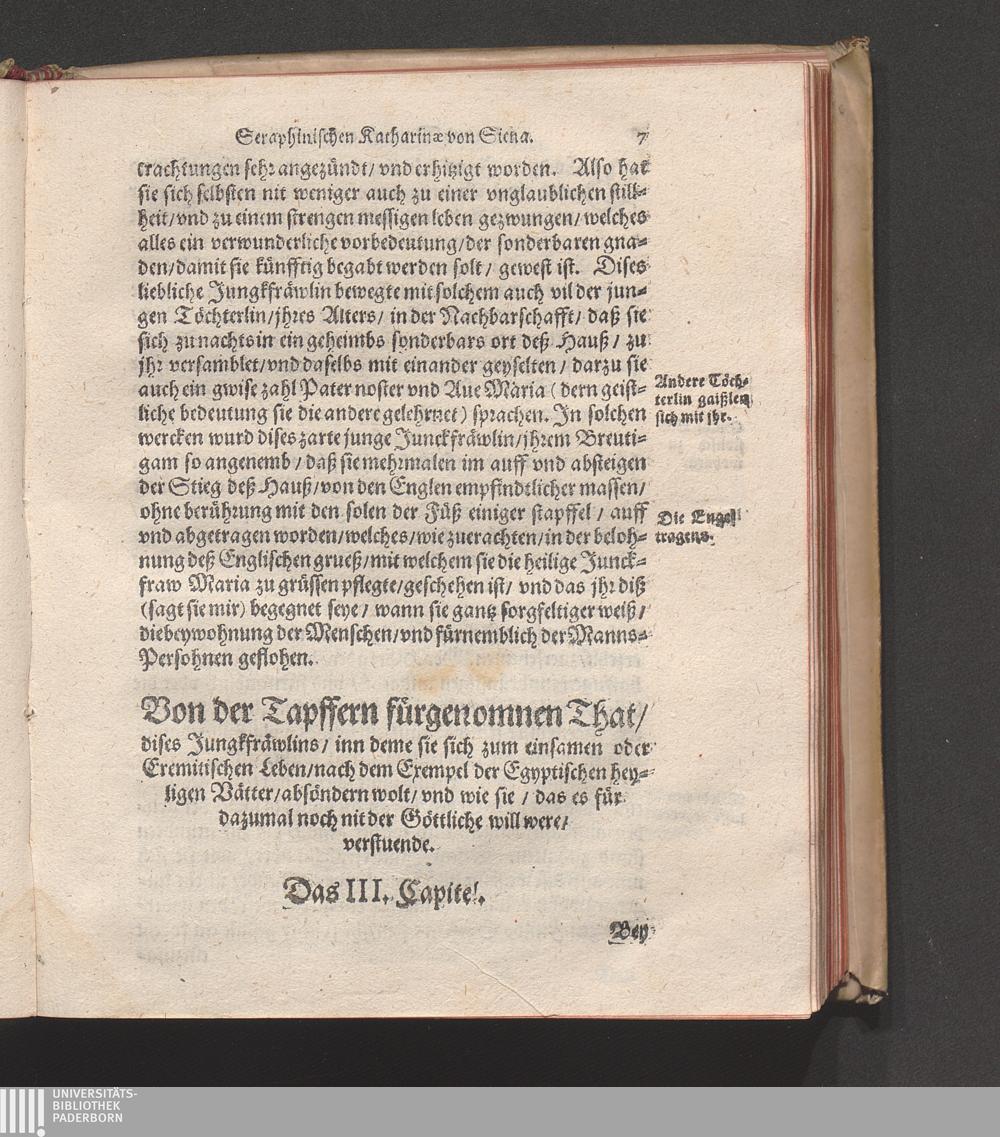 Seraphinischen Katharinæ von Siena. 7
trachtungen sehr angezündt/ vnd erhitzigt worden. Also hat
sie sich selbsten nit weniger auch zu einer vnglaublichen still-
heit/ vnd zu einem strengen messigen leben gezwungen/ welches
alles ein verwunderliche vorbedeutung/ der sonderbaren gna-
den/ damit sie künfftig begabt werden solt/ gewest ist. Dises
liebliche Jungkfräwlin bewegte mit solchem auch vil der jun-
gen Töchterlin/ jhres Alters/ in der Nachbarschafft/ daß sie
sich zu nachts in ein geheimbs sonderbars ort deß Hauß/ zu
jhr versamblet/ vnd daselbs mit einander geyselten/ darzu sie
auch ein gwise zahl Pater noster vnd Aue Maria (dern geist-
liche bedeutung sie die andere gelehrnet) sprachen. In solchen
wercken wurd dises zarte junge Junckfräwlin/ jhrem Breuti-
gam so angenemb/ daß sie mehrmalen im auff vnd absteigen
der Stieg deß Hauß/ von den Englen empfindtlicher massen/
ohne berührung mit den solen der Füß einiger stapffel/ auff
vnd abgetragen worden/ welches/ wie zuerachten/ in der beloh-
nung deß Englischen grueß/ mit welchem sie die heilige Junck-
fraw Maria zu grüssen pflegte/ geschehen ist/ vnd das jhr diß
(sagt sie mir) begegnet seye/ wann sie gantz sorgfeltiger weiß/
die beywohnung der Menschen/ vnd fürnemblich der Manns-
Persohnen geflohen.
Andere Töch-
terlin gaißlen
sich mit jhr.
Die Engel
tragens.
Von der Tapffern fürgenomnen That/
dises Jungkfräwlins/ inn deme sie sich zum einsamen oder
Eremitischen Leben/ nach dem Exempel der Egyptischen hey-
ligen Vätter/ absöndern wolt/ vnd wie sie/ das es für
dazumal noch nit der Göttliche will were/
verstuende.
Das III. Capitel.
Bey
UNIVERSITÄTS-
BIBLIOTHEK
PADERBORN